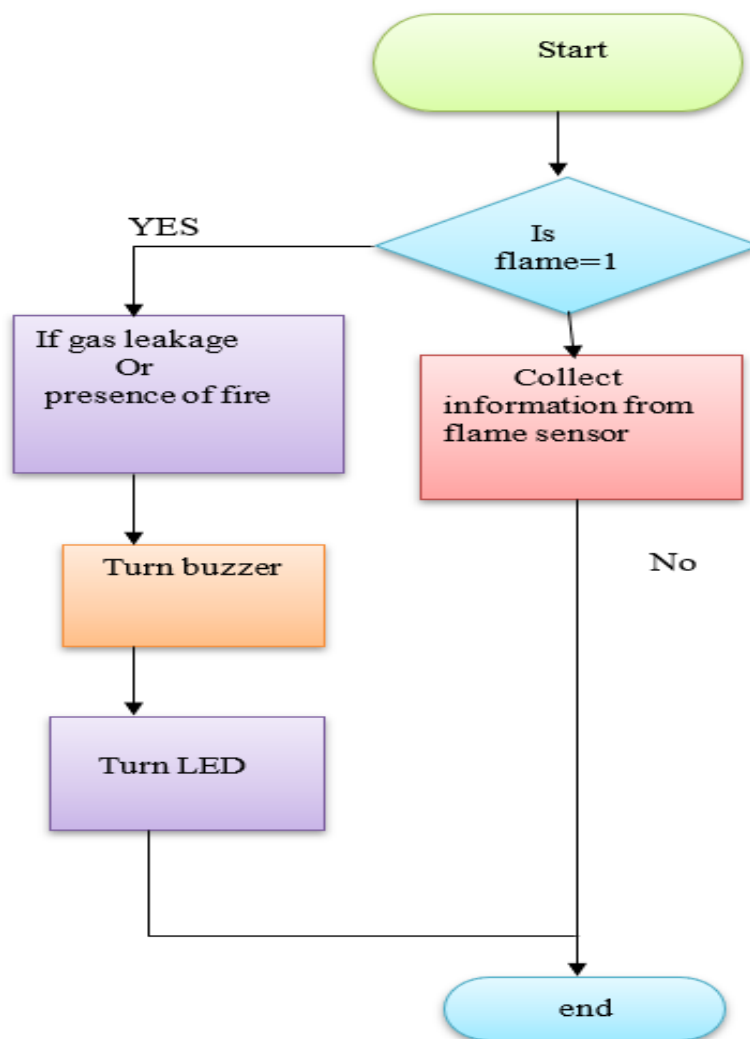 Start
Is
flame=1
YES
If gas leakage
Or
presence of fire
Collect
information from
flame sensor
Turn buzzer
No
Turn LED
end